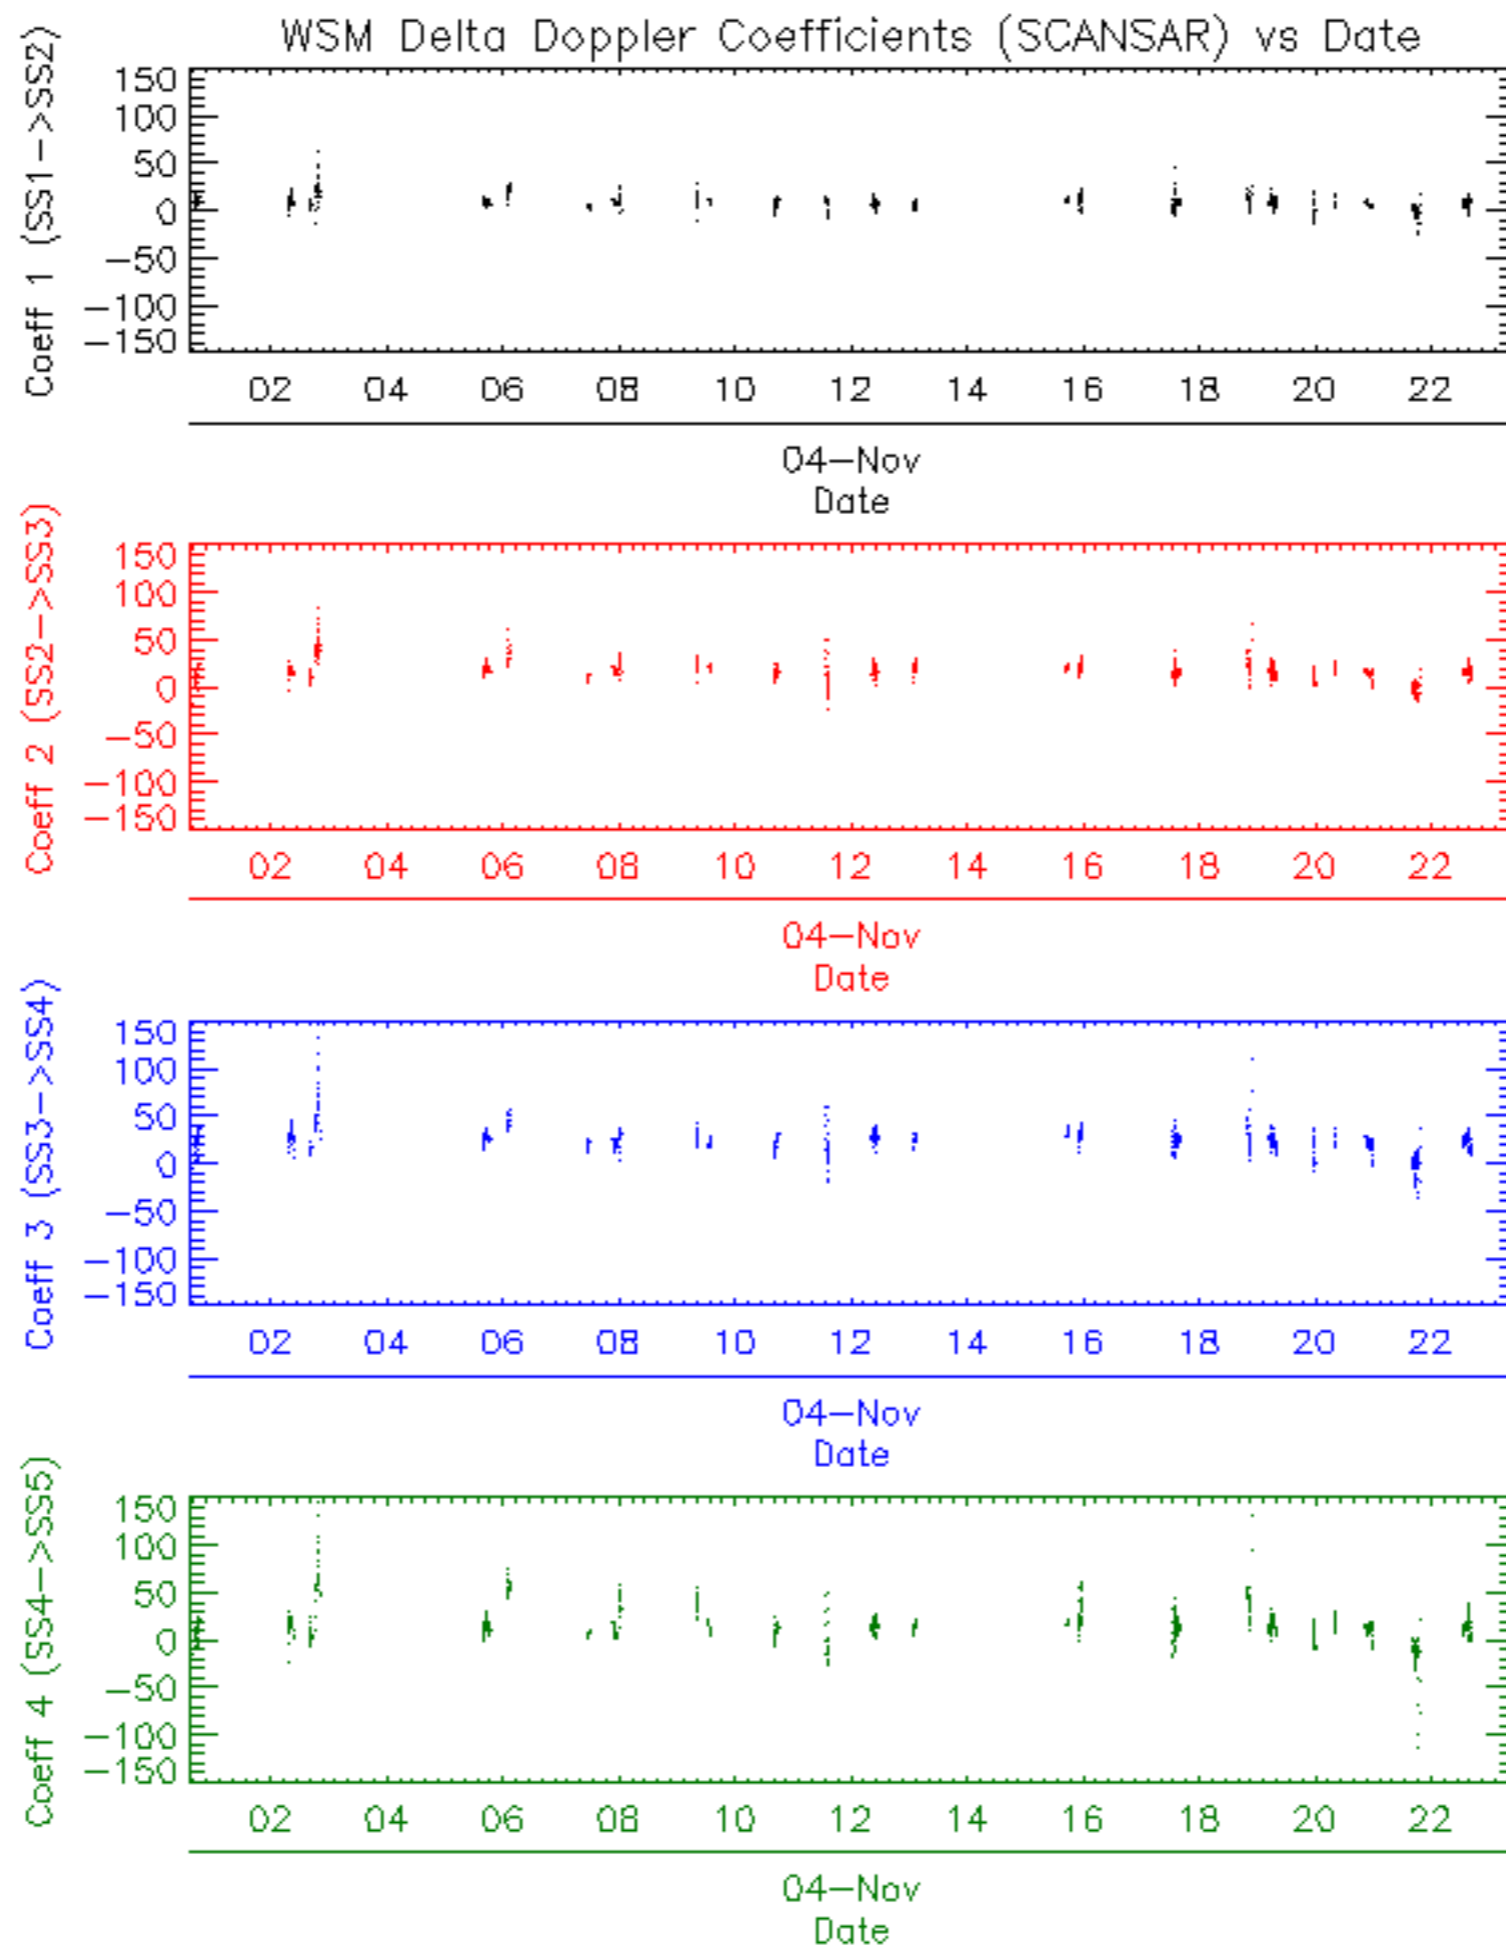 WSM Delta Doppler Coefficients (SCANSAR) vs Date
Coeff 1 (SS1->SS2)
150
100
50
0
-50
-100
-150
02 04 06 08 10 12 14 16 18 20 22
04-Nov
Date
Coeff 2 (SS2->SS3)
150
100
50
0
-50
-100
-150
02 04 06 08 10 12 14 16 18 20 22
04-Nov
Date
Coeff 3 (SS3->SS4)
150
100
50
0
-50
-100
-150
02 04 06 08 10 12 14 16 18 20 22
04-Nov
Date
Coeff 4 (SS4->SS5)
150
100
50
0
-50
-100
-150
02 04 06 08 10 12 14 16 18 20 22
04-Nov
Date